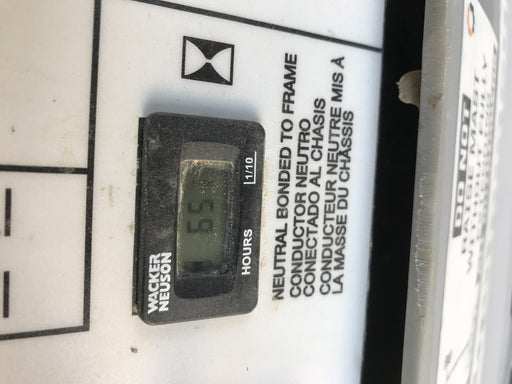 WACKER
NEUSON
HOURS
1/10
NEUTRAL BONDED TO FRAME
CONDUCTOR NEUTRO
CONECTADO AL CHASIS
CONDUCTEUR NEUTRE MIS À
LA MASSE DU CHÂSSIS
DO NOT